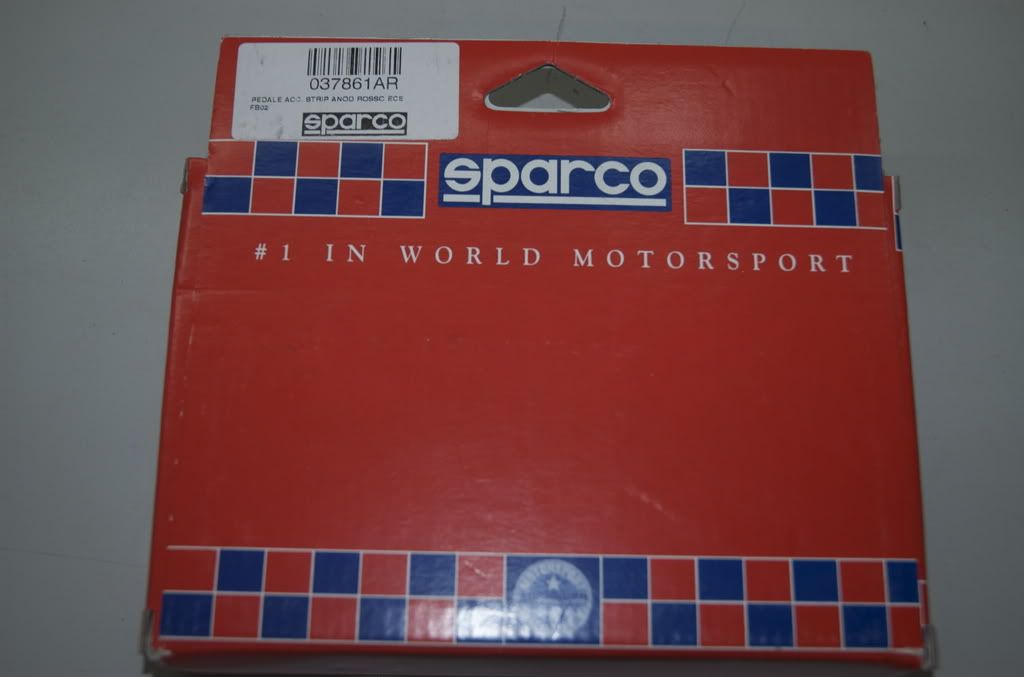 037861AR
PEDALE ACC. STRIP ANOD ROSSO ECE
FB02
sparco
sparco
#1 IN WORLD MOTORSPORT